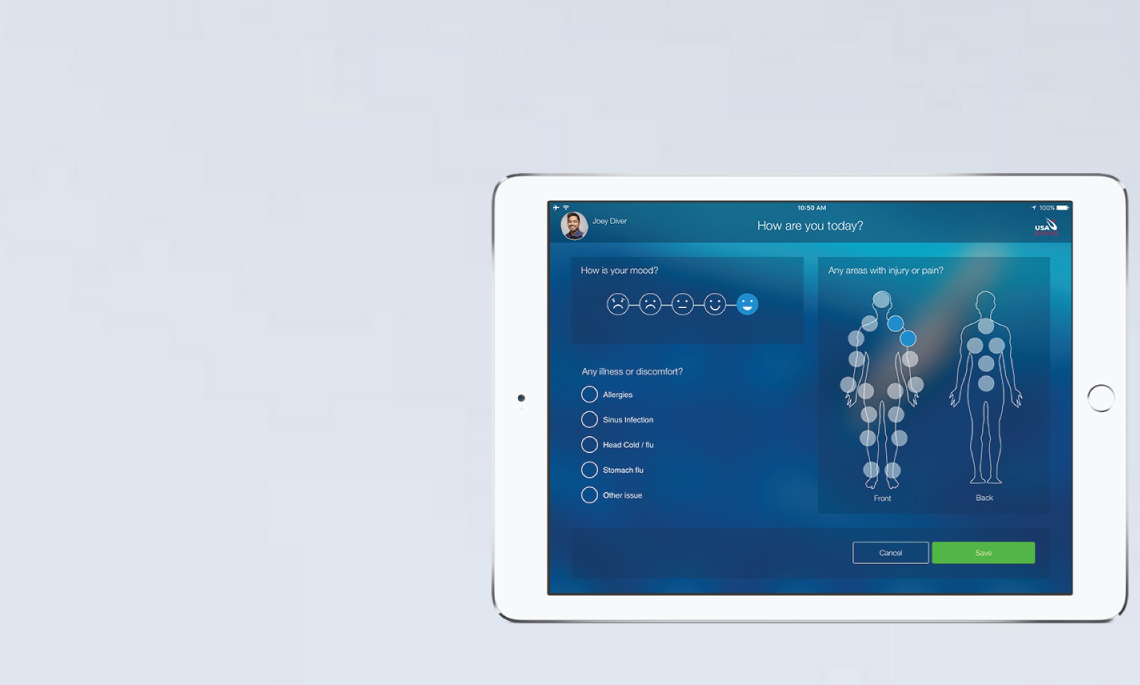 10:50 AM
100%
Joey Diver
How are you today?
USA
How is your mood?
Any areas with injury or pain?
Any illness or discomfort?
Allergies
Sinus Infection
Head Cold / flu
Stomach flu
Other issue
Front
Back
Cancel
Save